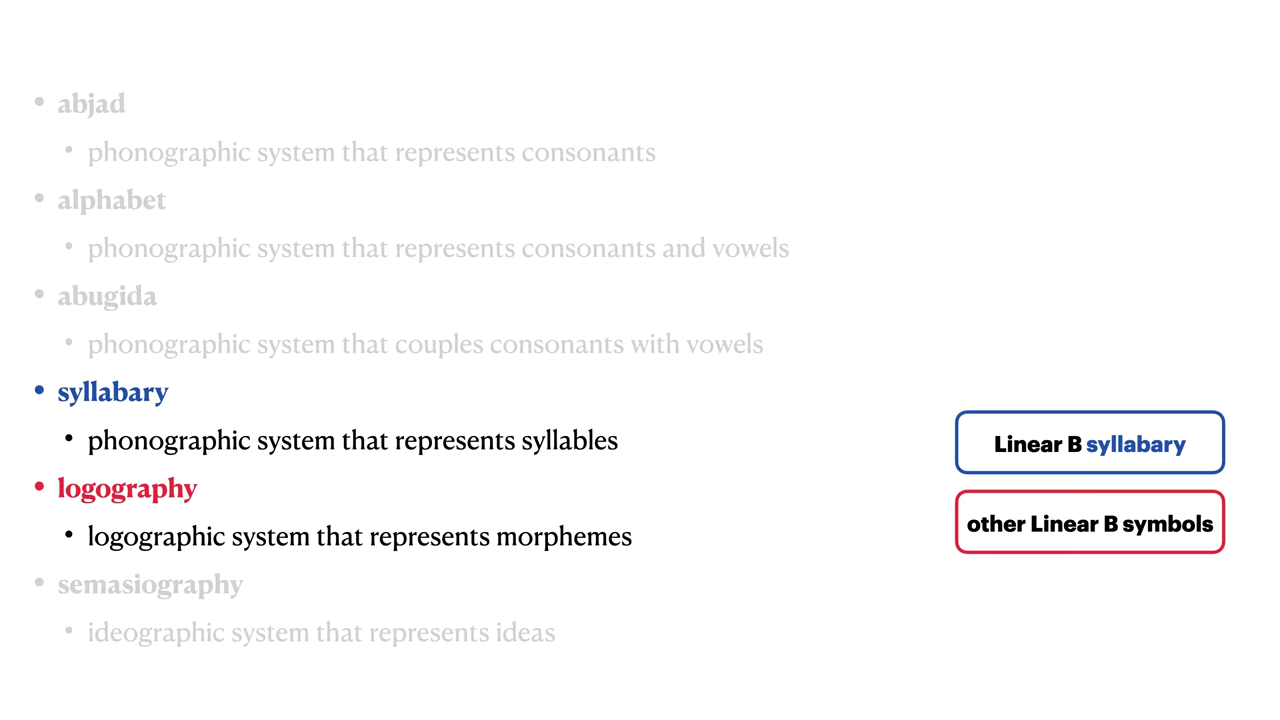 • abjad
• phonographic system that represents consonants
• alphabet
• phonographic system that represents consonants and vowels
• abugida
• phonographic system that couples consonants with vowels
• syllabary
• phonographic system that represents syllables
• logography
• logographic system that represents morphemes
• semasiography
• ideographic system that represents ideas
Linear B syllabary
other Linear B symbols